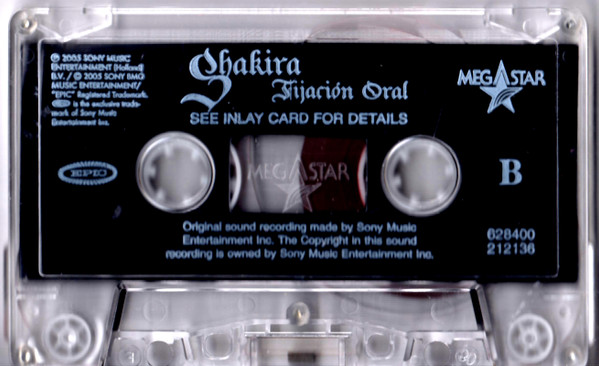 ℗ 2005 SONY MUSIC
ENTERTAINMENT (Holland)
B.V. / © 2005 SONY BMG
MUSIC ENTERTAINMENT/
"EPIC" Registered Trademark.
is the exclusive trade-
mark of Sony Music
Entertainment Inc.
Shakira
Fijación Oral
SEE INLAY CARD FOR DETAILS
MEGASTAR
EPIC
MEGASTAR
B
Original sound recording made by Sony Music
Entertainment Inc. The Copyright in this sound
recording is owned by Sony Music Entertainment Inc.
628400
212136